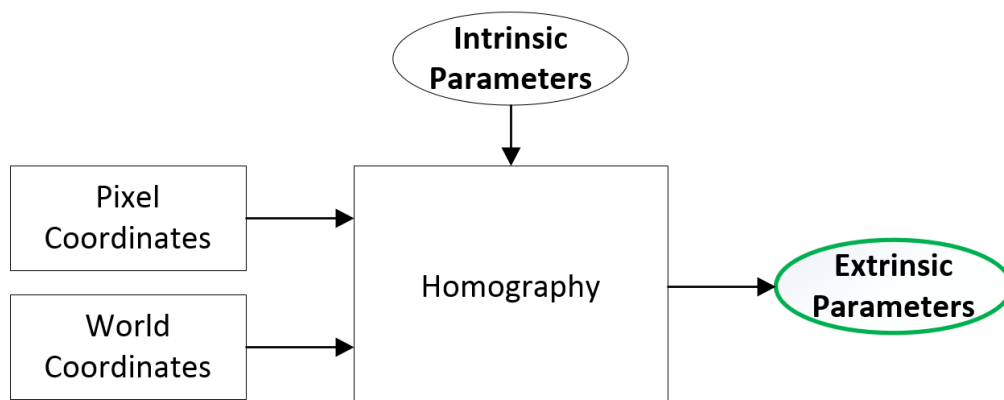 Intrinsic
Parameters
Pixel
Coordinates
World
Coordinates
Homography
Extrinsic
Parameters